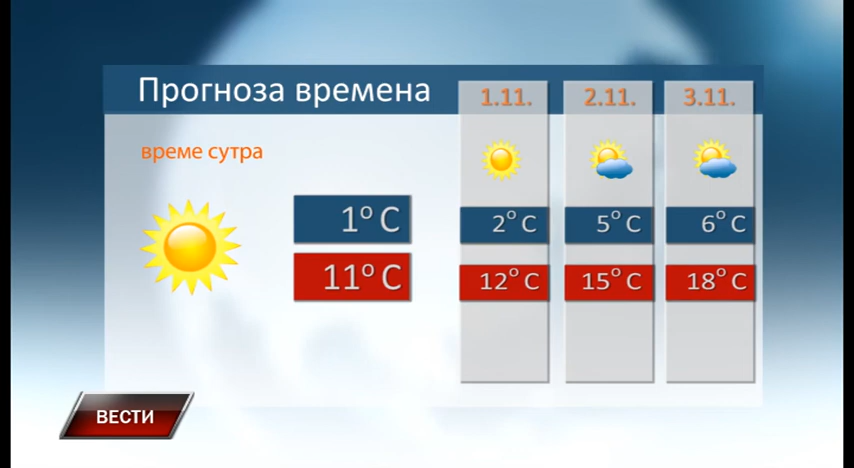 Прогноза времена
време сутра
1° C
11° C
1.11.
2° C
12° C
2.11.
5° C
15° C
3.11.
6° C
18° C
ВЕСТИ